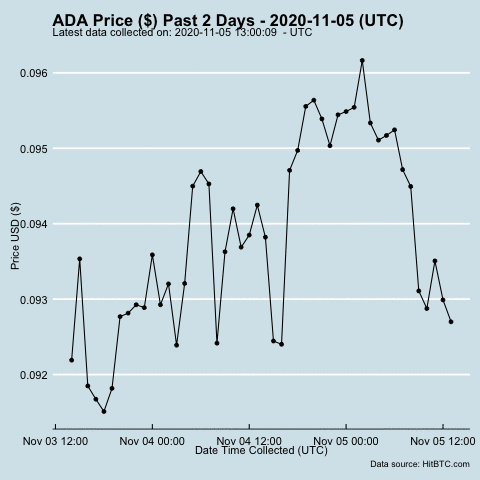 ADA Price ($) Past 2 Days - 2020-11-05 (UTC)
Latest data collected on: 2020-11-05 13:00:09 - UTC
0.096
0.095
0.094
0.093
0.092
Price USD ($)
Nov 03 12:00 Nov 04 00:00 Nov 04 12:00 Nov 05 00:00 Nov 05 12:00
Date Time Collected (UTC)
Data source: HitBTC.com